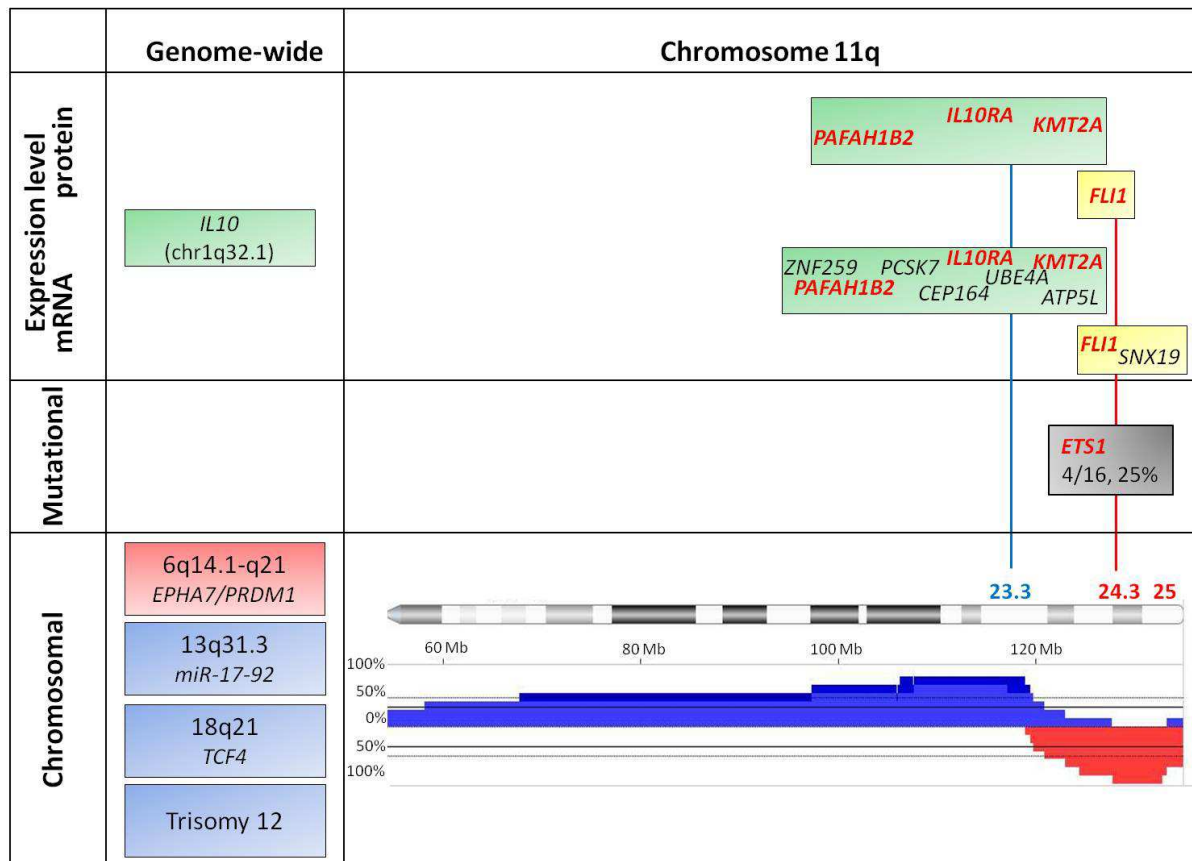 Genome-wide
Chromosome 11q
Expression level
mRNA protein
IL10
(chr1q32.1)
IL10RA
PAFAH1B2
KMT2A
FLI1
ZNF259 PCSK7 IL10RA KMT2A
PAFAH1B2 CEP164 UBE4A ATP5L
FLI1 SNX19
Mutational
ETS1
4/16, 25%
Chromosomal
6q14.1-q21
EPHA7/PRDM1
13q31.3
miR-17-92
18q21
TCF4
Trisomy 12
23.3 24.3 25
60 Mb 80 Mb 100 Mb 120 Mb
100%
50%
0%
50%
100%